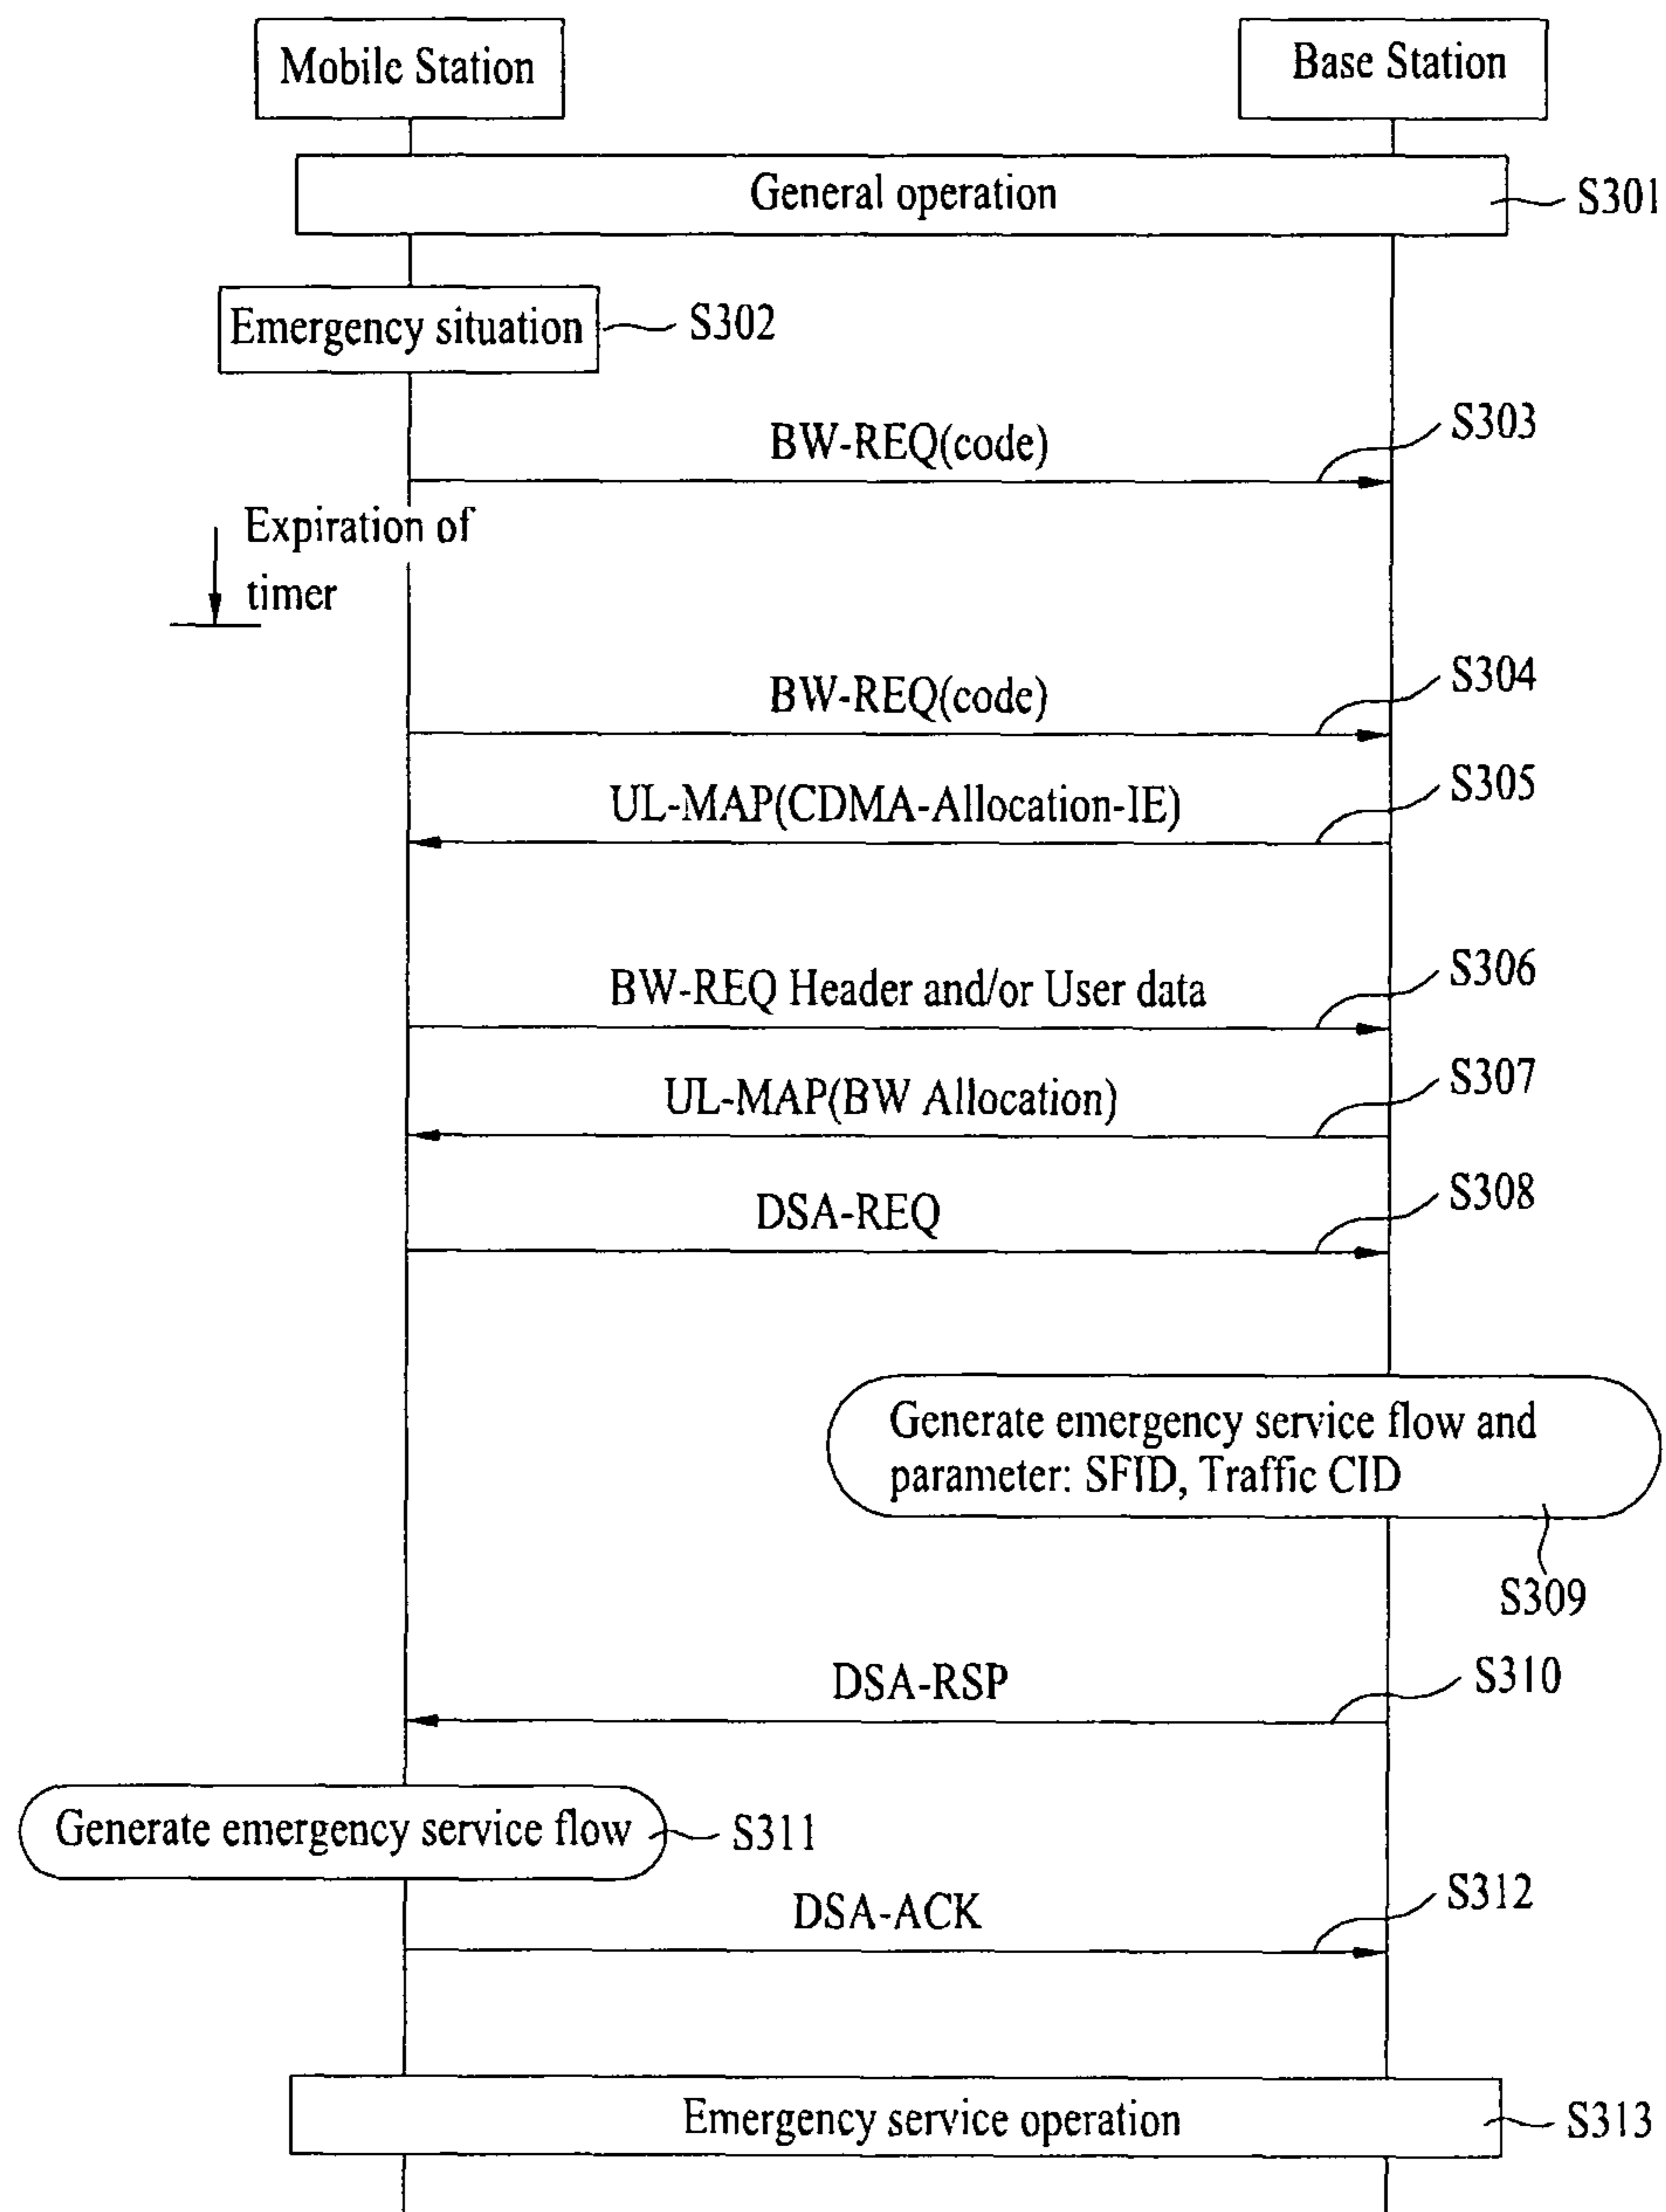 Mobile Station
Base Station
General operation
S301
Emergency situation
S302
BW-REQ(code)
S303
Expiration of
timer
BW-REQ(code)
S304
UL-MAP(CDMA-Allocation-IE)
S305
BW-REQ Header and/or User data
S306
UL-MAP(BW Allocation)
S307
DSA-REQ
S308
Generate emergency service flow and
parameter: SFID, Traffic CID
S309
DSA-RSP
S310
Generate emergency service flow
S311
DSA-ACK
S312
Emergency service operation
S313